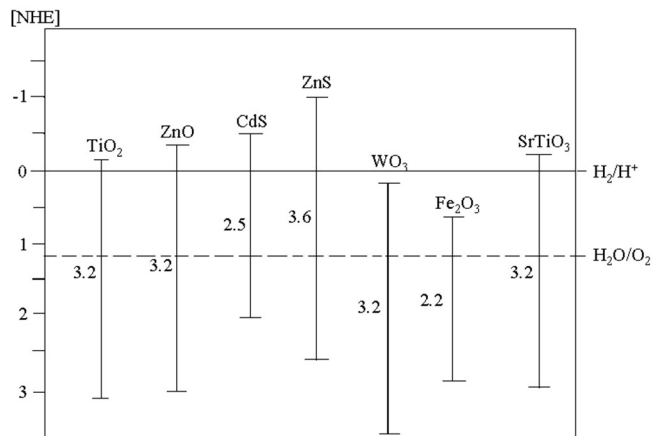 [NHE]
ZnS
-1
CdS
ZnO
SrTiO₃
TiO₂
WO₃
0
H₂/H⁺
Fe₂O₃
2.5
3.6
1
H₂O/O₂
3.2
3.2
3.2
2.2
3.2
2
3